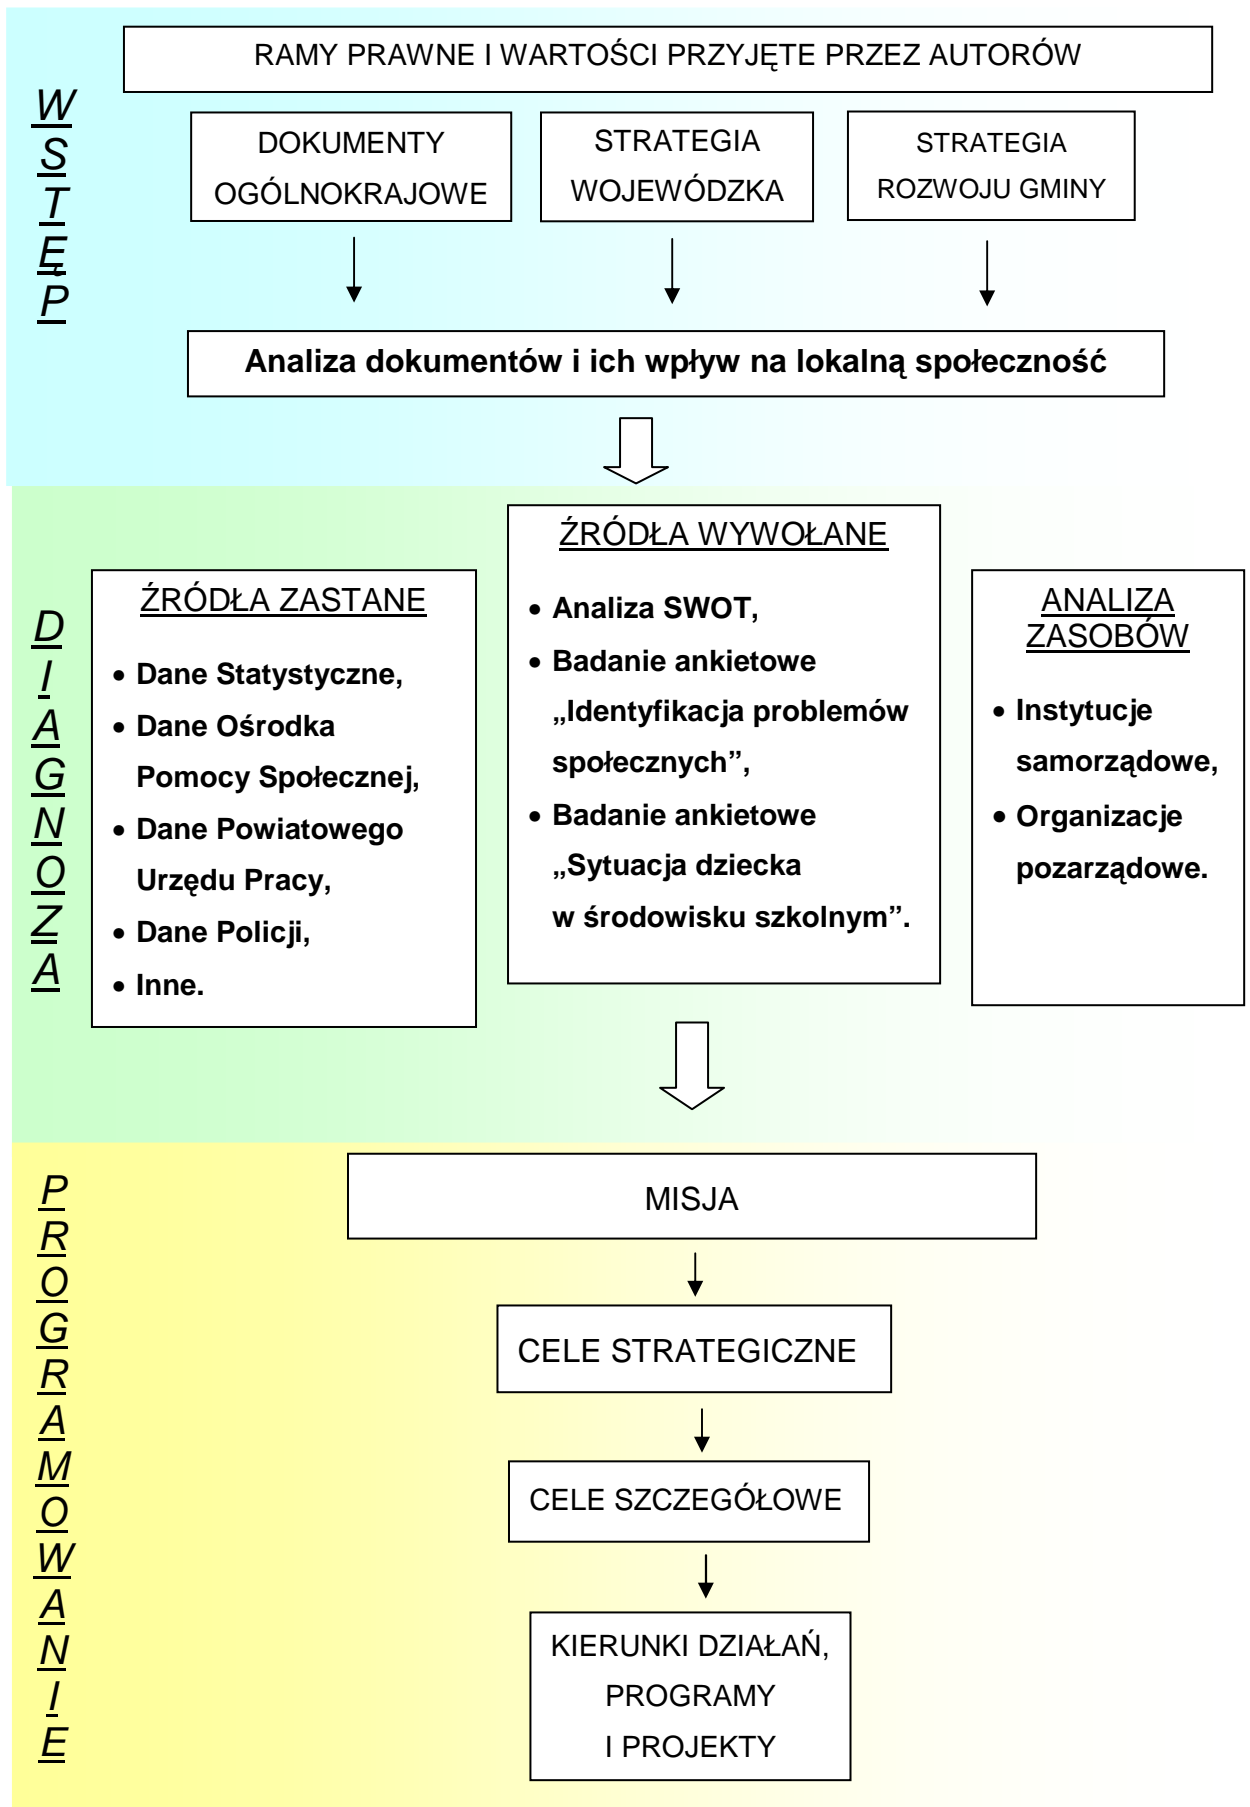 WSTĘP
RAMY PRAWNE I WARTOŚCI PRZYJĘTE PRZEZ AUTORÓW
DOKUMENTY
OGÓLNOKRAJOWE
STRATEGIA
WOJEWÓDZKA
STRATEGIA
ROZWOJU GMINY
Analiza dokumentów i ich wpływ na lokalną społeczność
DIAGNOZA
ŹRÓDŁA ZASTANE
• Dane Statystyczne,
• Dane Ośrodka
Pomocy Społecznej,
• Dane Powiatowego
Urzędu Pracy,
• Dane Policji,
• Inne.
ŹRÓDŁA WYWOŁANE
• Analiza SWOT,
• Badanie ankietowe
„Identyfikacja problemów
społecznych”,
• Badanie ankietowe
„Sytuacja dziecka
w środowisku szkolnym”.
ANALIZA
ZASOBÓW
• Instytucje
samorządowe,
• Organizacje
pozarządowe.
PROGRAMOWANIE
MISJA
CELE STRATEGICZNE
CELE SZCZEGÓŁOWE
KIERUNKI DZIAŁAŃ,
PROGRAMY
I PROJEKTY